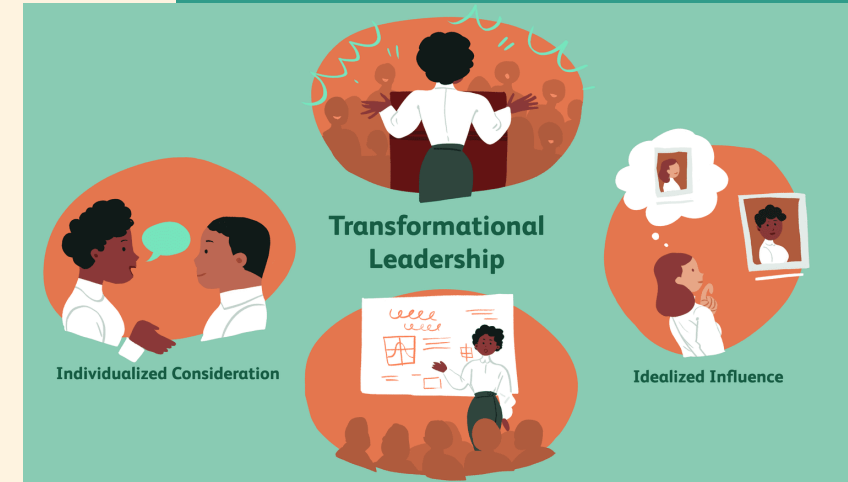 Transformational
Leadership
Individualized Consideration
Idealized Influence